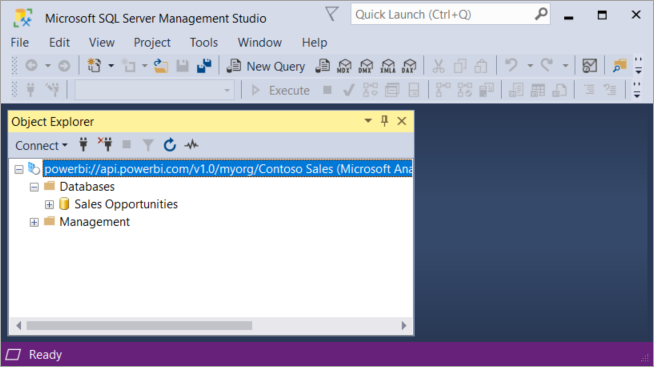 Microsoft SQL Server Management Studio
Quick Launch (Ctrl+Q)
File Edit View Project Tools Window Help
New Query MDX DMX XMLA DAX
Execute
Object Explorer
Connect
powerbi://api.powerbi.com/v1.0/myorg/Contoso Sales (Microsoft Ana
Databases
Sales Opportunities
Management
Ready